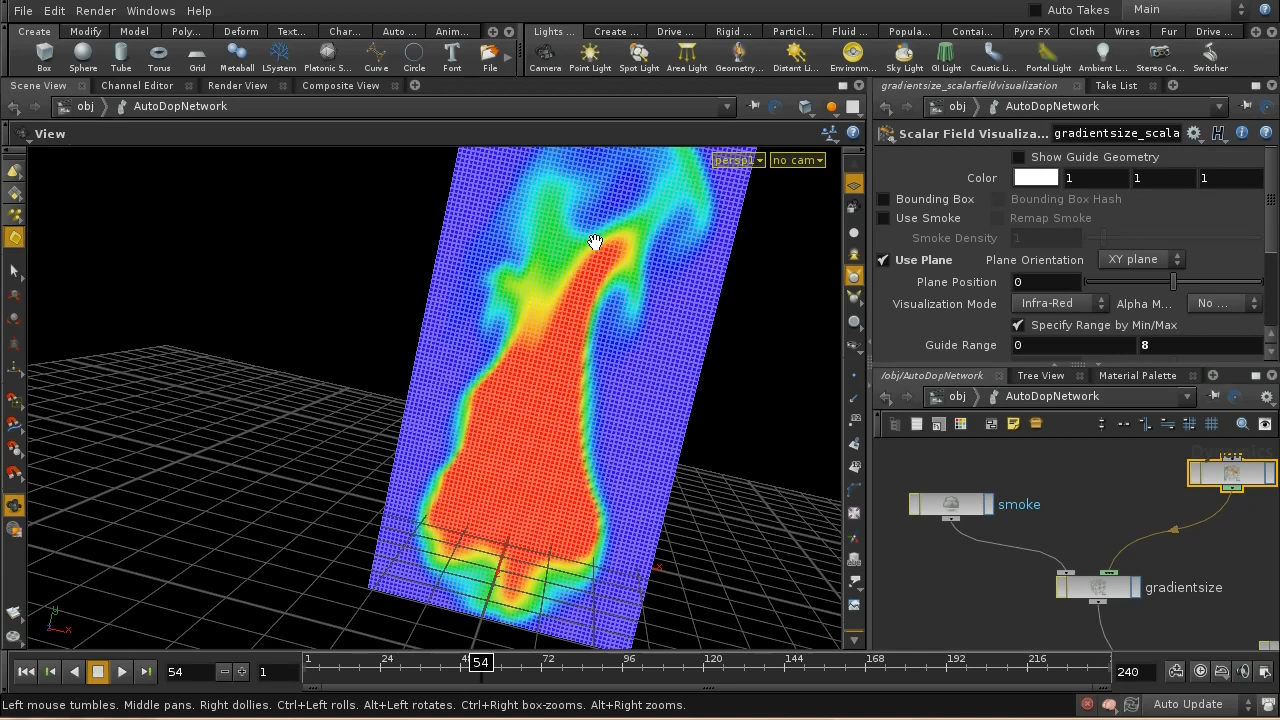 File Edit Render Windows Help
Auto Takes Main
Create Modify Model Poly... Deform Text... Char... Auto ... Anim...
Lights ... Create ... Drive ... Rigid ... Particl... Fluid ... Popula... Contai... Pyro FX Cloth Wires Fur Drive ...
Box Sphere Tube Torus Grid Metaball LSystem Platonic S... Curve Circle Font File
Camera Point Light Spot Light Area Light Geometry... Distant Li... Environm... Sky Light GI Light Caustic Li... Portal Light Ambient L... Stereo Ca... Switcher
Scene View Channel Editor Render View Composite View
gradientsize_scalarfieldvisualization Take List
obj AutoDopNetwork
obj AutoDopNetwork
View
Scalar Field Visualiza... gradientsize_scala
persp1 no cam
Show Guide Geometry
Color 1 1 1
Bounding Box Bounding Box Hash
Use Smoke Remap Smoke
Smoke Density 1
Use Plane Plane Orientation XY plane
Plane Position 0
Visualization Mode Infra-Red Alpha M... No ...
Specify Range by Min/Max
Guide Range 0 8
/obj/AutoDopNetwork Tree View Material Palette
obj AutoDopNetwork
smoke
gradientsize
y
x
x
54 1
1 24 54 72 96 120 144 168 192 216
240
Left mouse tumbles. Middle pans. Right dollies. Ctrl+Left rolls. Alt+Left rotates. Ctrl+Right box-zooms. Alt+Right zooms.
Auto Update